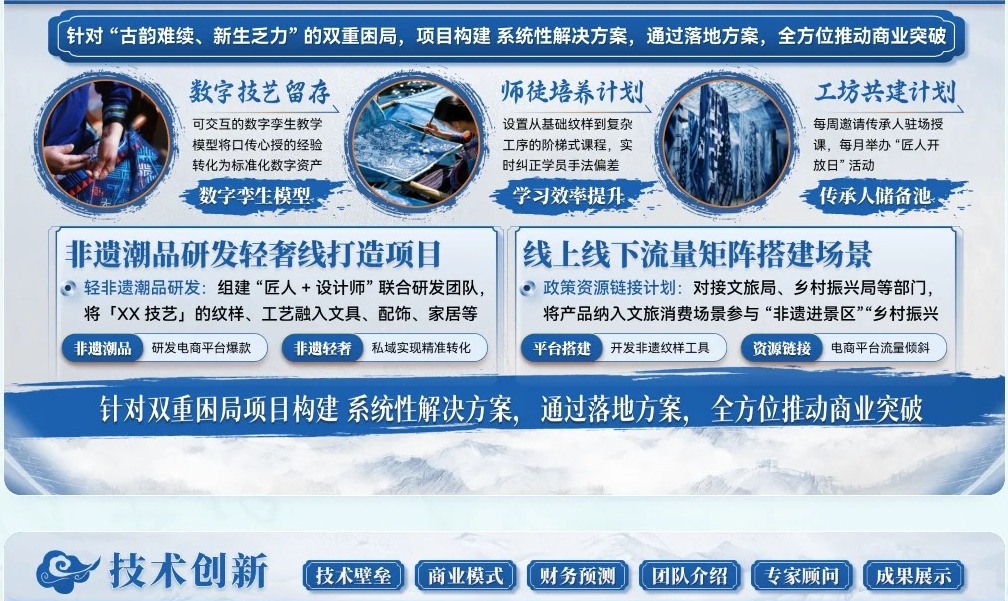 针对“古韵难续、新生乏力”的双重困局，项目构建 系统性解决方案，通过落地方案，全方位推动商业突破
数字技艺留存
可交互的数字孪生教学
模型将口传心授的经验
转化为标准化数字资产
数字孪生模型
师徒培养计划
设置从基础纹样到复杂
工序的阶梯式课程，实
时纠正学员手法偏差
学习效率提升
工坊共建计划
每周邀请传承人驻场授
课，每月举办“匠人开
放日”活动
传承人储备池
非遗潮品研发轻奢线打造项目
轻非遗潮品研发：组建“匠人 + 设计师”联合研发团队，
将「XX 技艺」的纹样、工艺融入文具、配饰、家居等
非遗潮品 研发电商平台爆款 非遗轻奢 私域实现精准转化
线上线下流量矩阵搭建场景
政策资源链接计划：对接文旅局、乡村振兴局等部门，
将产品纳入文旅消费场景参与“非遗进景区”“乡村振兴
平台搭建 开发非遗纹样工具 资源链接 电商平台流量倾斜
针对双重困局项目构建 系统性解决方案， 通过落地方案， 全方位推动商业突破
技术创新 技术壁垒 商业模式 财务预测 团队介绍 专家顾问 成果展示